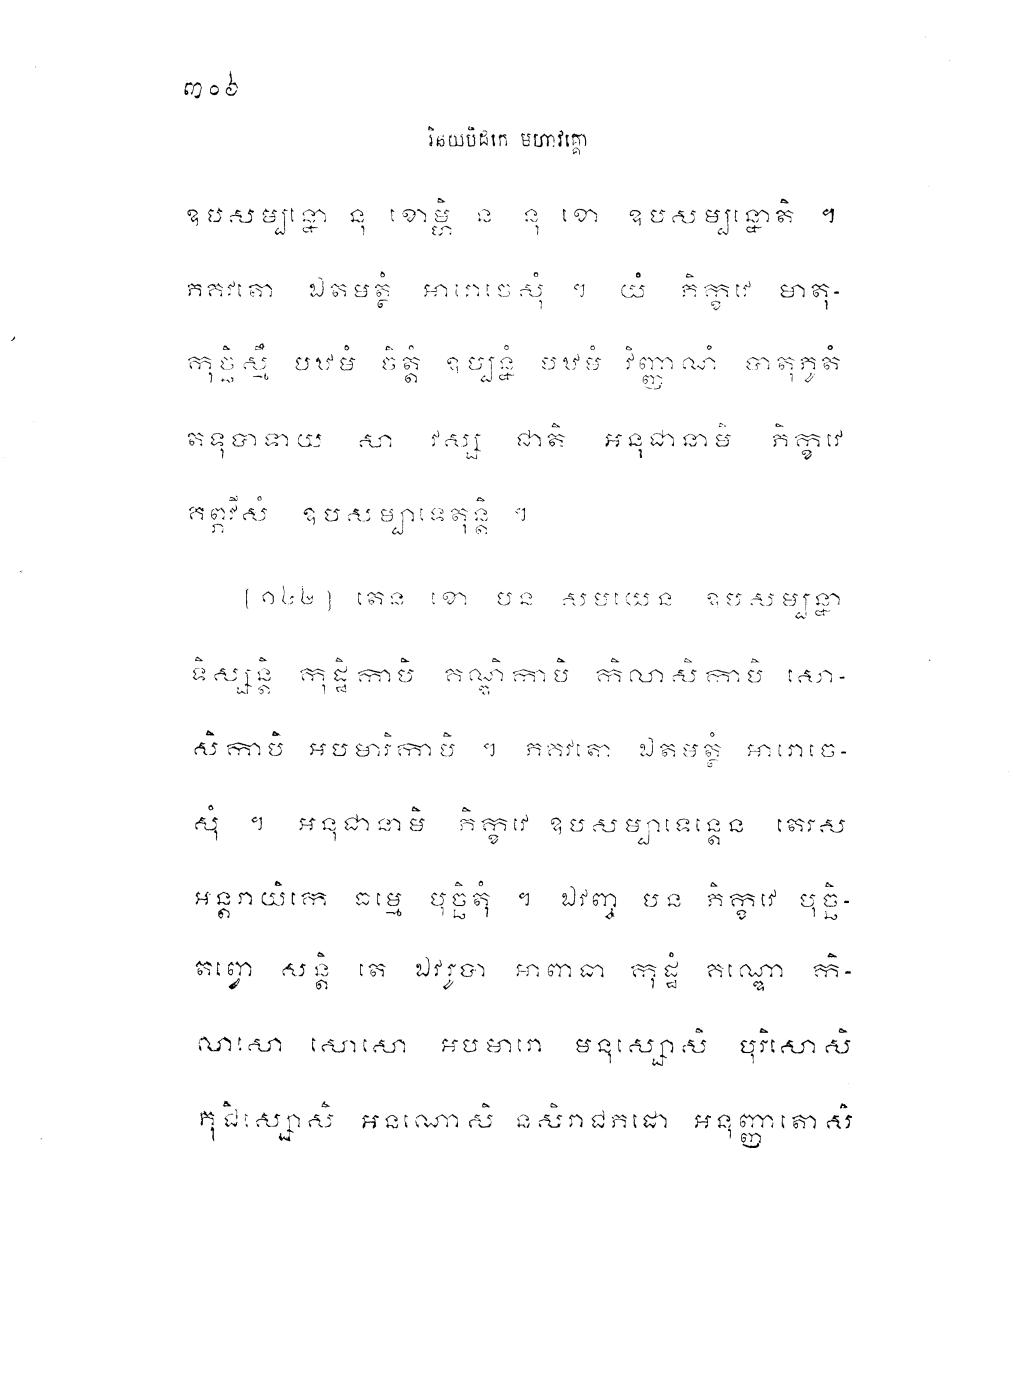 ៣០៦
វិនយបិដកេ មហាវគ្គោ
ឧបសម្បន្នោ នុ ខោម្ហិ ន នុ ខោ ឧបសម្បន្នោតិ ។
ភគវតោ ឯតមត្ថំ អារោចេសុំ ។ យំ ភិក្ខវេ មាតុ-
កុច្ឆិស្មឹ បឋមំ ចិត្តំ ឧប្បន្នំ បឋមំ វិញ្ញាណំ បាតុភូតំ
តទុបាទាយ សា វស្ស ជាតិ អនុជានាមិ ភិក្ខវេ
គព្ភវីសំ ឧបសម្បាទេតុន្តិ ។
[១៤២] តេន ខោ បន សមយេន ឧបសម្បន្នា
ទិស្សន្តិ កុដ្ឋិកាបិ គណ្ឌិកាបិ កិលាសិកាបិ សោ-
សិកាបិ អបមារិកាបិ ។ ភគវតោ ឯតមត្ថំ អារោចេ-
សុំ ។ អនុជានាមិ ភិក្ខវេ ឧបសម្បាទេន្តេន តេរស
អន្តរាយិកេ ធម្មេ បុច្ឆិតុំ ។ ឯវញ្ច បន ភិក្ខវេ បុច្ឆិ-
តព្វោ សន្តិ តេ ឯវរូបា អាពាធា កុដ្ឋំ គណ្ឌោ កិ-
លាសោ សោសោ អបមារោ មនុស្សោសិ បុរិសោសិ
ភុជិស្សោសិ អនណោសិ នសិរាជភដោ អនុញ្ញាតោសិ